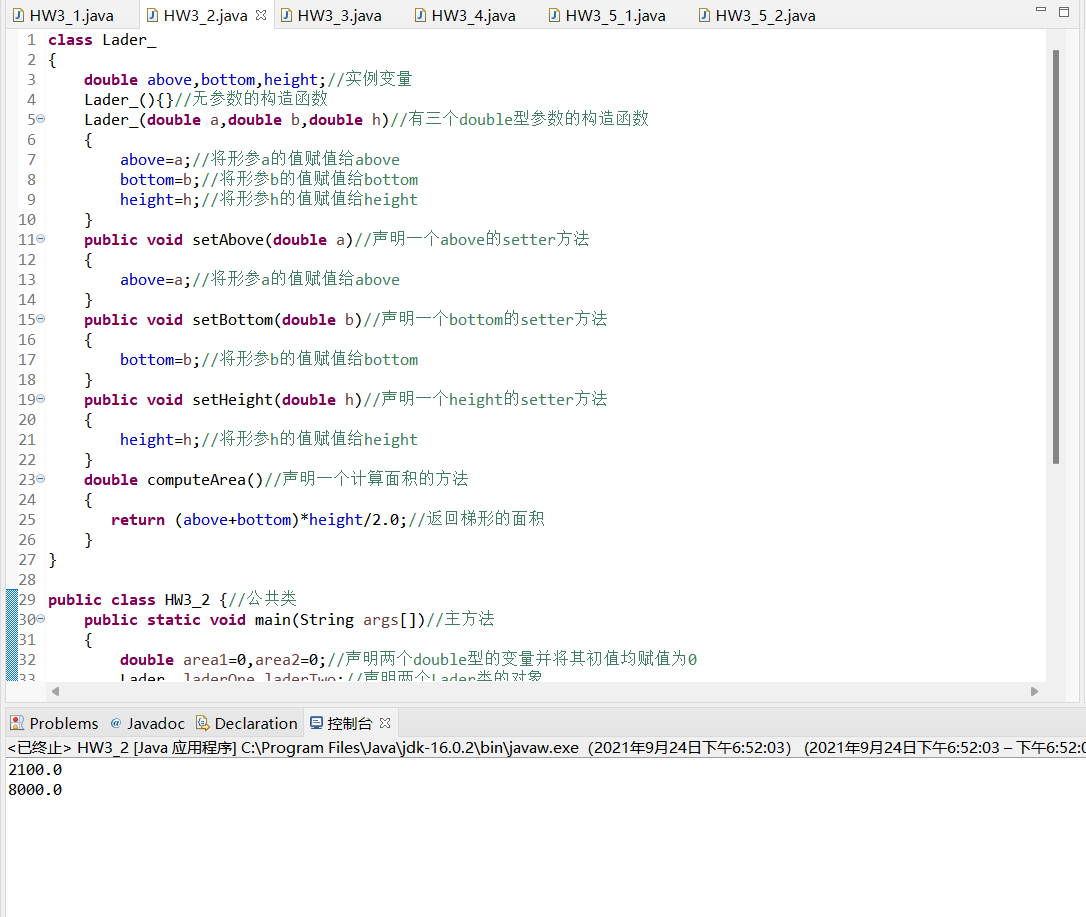 HW3_1.java HW3_2.java HW3_3.java HW3_4.java HW3_5_1.java HW3_5_2.java
1 class Lader_
2 {
3 double above,bottom,height;//实例变量
4 Lader_(){}//无参数的构造函数
5 Lader_(double a,double b,double h)//有三个double型参数的构造函数
6 {
7 above=a;//将形参a的值赋值给above
8 bottom=b;//将形参b的值赋值给bottom
9 height=h;//将形参h的值赋值给height
10 }
11 public void setAbove(double a)//声明一个above的setter方法
12 {
13 above=a;//将形参a的值赋值给above
14 }
15 public void setBottom(double b)//声明一个bottom的setter方法
16 {
17 bottom=b;//将形参b的值赋值给bottom
18 }
19 public void setHeight(double h)//声明一个height的setter方法
20 {
21 height=h;//将形参h的值赋值给height
22 }
23 double computeArea()//声明一个计算面积的方法
24 {
25 return (above+bottom)*height/2.0;//返回梯形的面积
26 }
27 }
28
29 public class HW3_2 {//公共类
30 public static void main(String args[])//主方法
31 {
32 double area1=0,area2=0;//声明两个double型的变量并将其初值均赋值为0
33 Lader_ laderOne,laderTwo;//声明两个Lader类的对象
Problems Javadoc Declaration 控制台
<已终止> HW3_2 [Java 应用程序] C:\Program Files\Java\jdk-16.0.2\bin\javaw.exe（2021年9月24日下午6:52:03） (2021年9月24日下午6:52:03 – 下午6:52:0
2100.0
8000.0